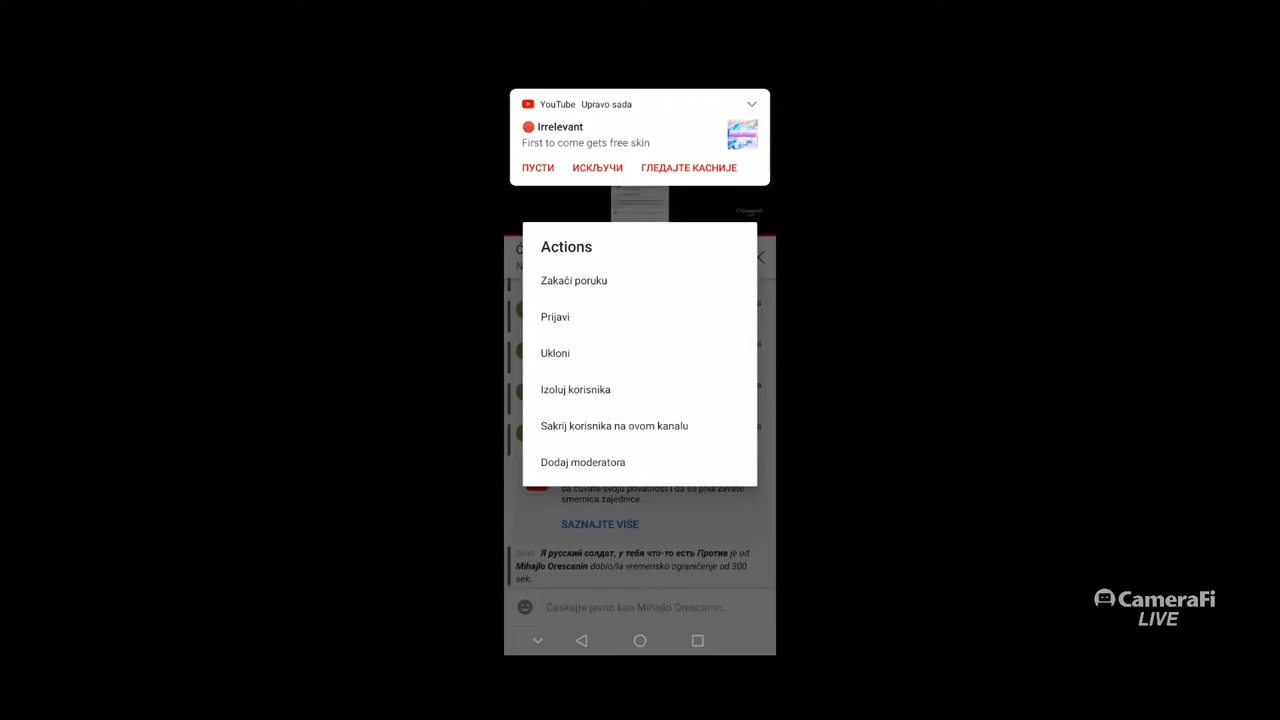 YouTube Upravo sada
Irrelevant
First to come gets free skin
ПУСТИ ИСКЉУЧИ ГЛЕДАЈТЕ КАСНИЈЕ
Actions
Zakači poruku
Prijavi
Ukloni
Izoluj korisnika
Sakrij korisnika na ovom kanalu
Dodaj moderatora
da čuvate svoju privatnost i da se pridržavate
smernica zajednice.
SAZNAJTE VIŠE
Я русский солдат, у тебя что-то есть Против je od
Mihajlo Orescanin dobio/la vremensko ograničenje od 300
sek.
Ćaskajte javno kao Mihajlo Orescanin...
CameraFi
LIVE